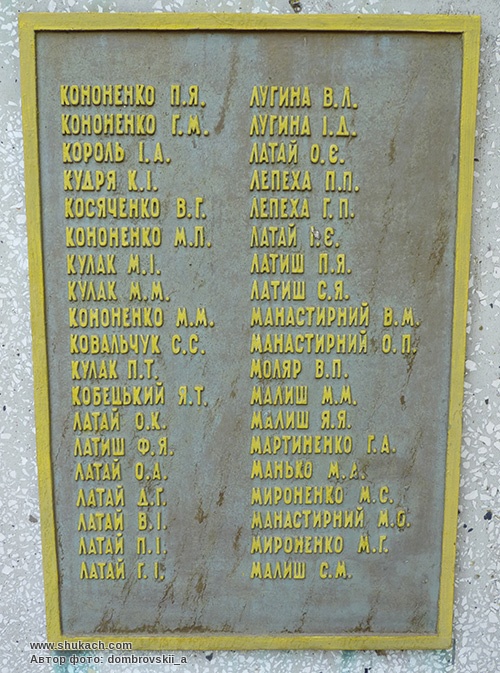 КОНОНЕНКО П.Я.
КОНОНЕНКО Г.М.
КОРОЛЬ І.А.
КУДРЯ К.І.
КОСЯЧЕНКО В.Г.
КОНОНЕНКО М.П.
КУЛАК М.І.
КУЛАК М.М.
КОНОНЕНКО М.М.
КОВАЛЬЧУК С.С.
КУЛАК П.Т.
КОБЕЦЬКИЙ Я.Т.
ЛАТАЙ О.К.
ЛАТИШ Ф.Я.
ЛАТАЙ О.А.
ЛАТАЙ Д.Г.
ЛАТАЙ В.І.
ЛАТАЙ П.І.
ЛАТАЙ Г.І.
ЛУГИНА В.Л.
ЛУГИНА І.Д.
ЛАТАЙ О.Є.
ЛЕПЕХА П.П.
ЛЕПЕХА Г.П.
ЛАТАЙ
ЛАТИШ П.Я.
ЛАТИШ С.Я.
МАНАСТИРНИЙ В.М.
МАНАСТИРНИЙ О.П.
МОЛЯР В.П.
МАЛИШ М.М.
МАЛИШ Я.Я.
МАРТИНЕНКО Г.А.
МАНЬКО
МИРОНЕНКО М.С.
МАНАСТИРНИЙ М.О.
МИРОНЕНКО М.Г.
МАЛИШ С.М.
www.shukach.com
Автор фото: dombrovskii_a